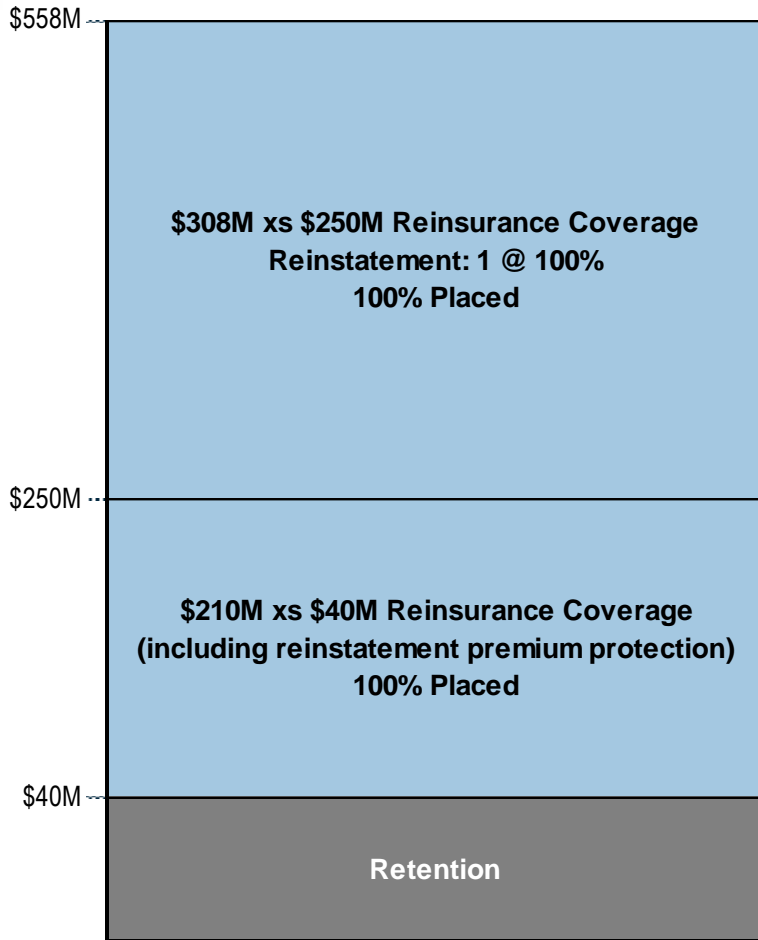 $558M
$308M xs $250M Reinsurance Coverage
Reinstatement: 1 @ 100%
100% Placed
$250M
$210M xs $40M Reinsurance Coverage
(including reinstatement premium protection)
100% Placed
$40M
Retention